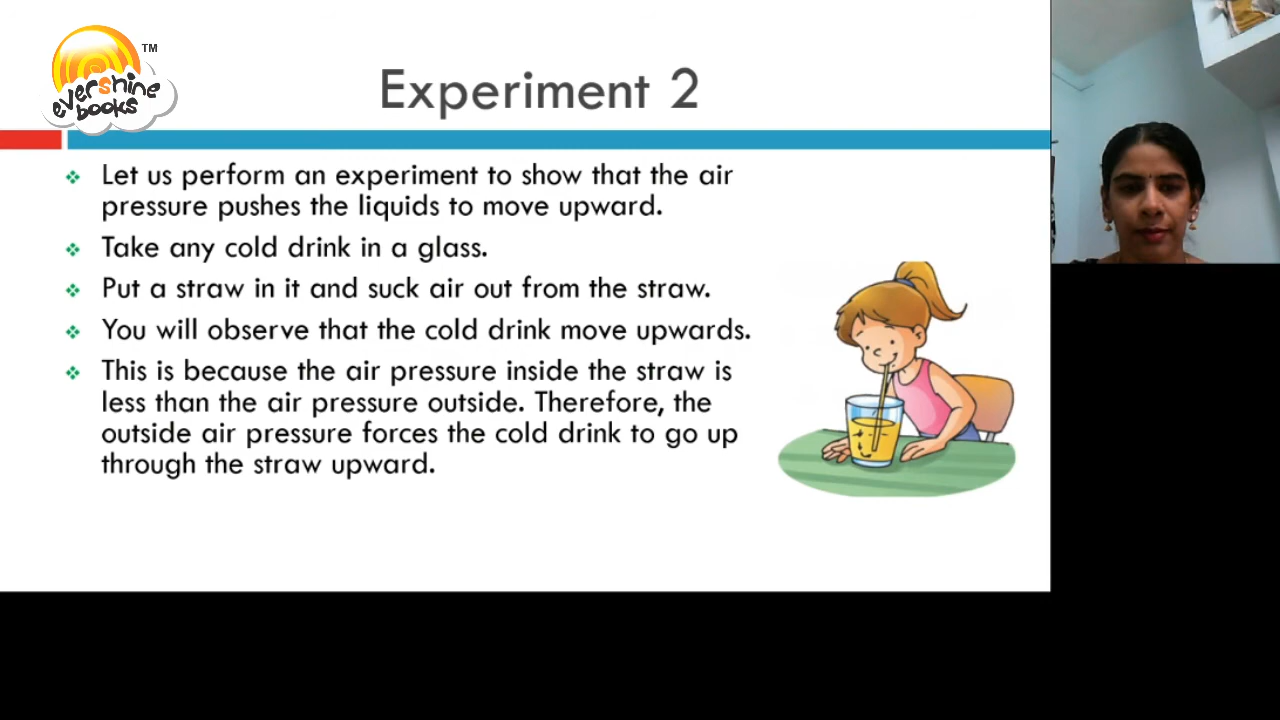 TM
evershine
books
Experiment 2
Let us perform an experiment to show that the air
pressure pushes the liquids to move upward.
Take any cold drink in a glass.
Put a straw in it and suck air out from the straw.
You will observe that the cold drink move upwards.
This is because the air pressure inside the straw is
less than the air pressure outside. Therefore, the
outside air pressure forces the cold drink to go up
through the straw upward.